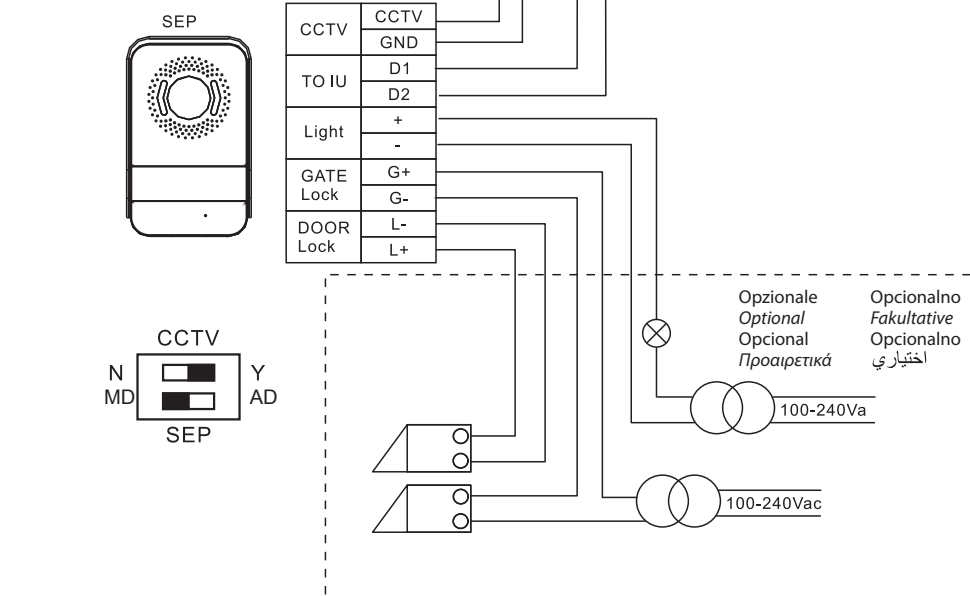 SEP
CCTV
CCTV
GND
TO IU
D1
D2
Light
+
-
GATE
Lock
G+
G-
DOOR
Lock
L-
L+
Opzionale
Optional
Opcional
Προαιρετικά
Opcionalno
Fakultative
Opcionalno
اختياري
CCTV
N
Y
MD
AD
SEP
100-240Va
100-240Vac